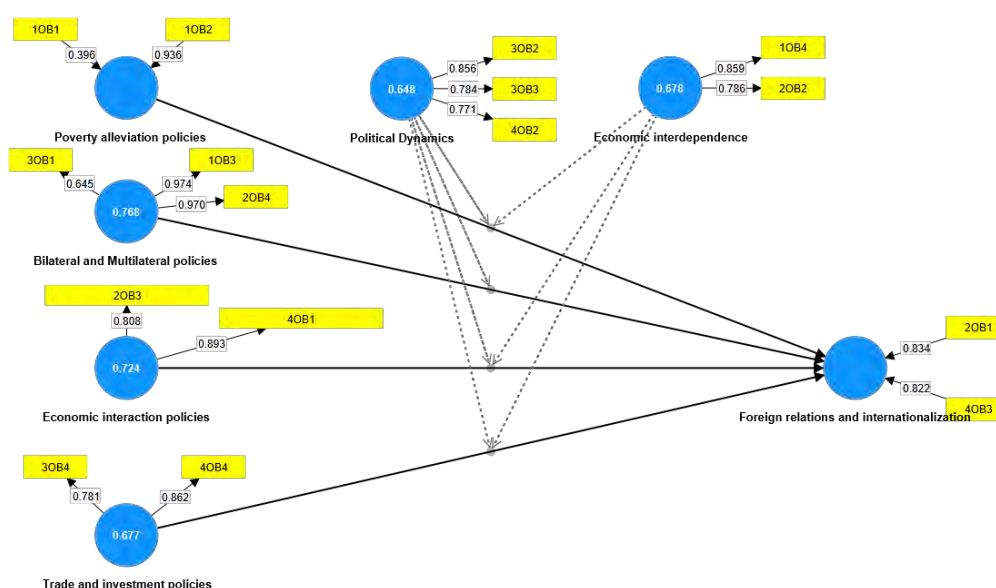 1OB1
1OB2
0.396
0.936
Poverty alleviation policies
3OB2
0.856
0.648
0.784
3OB3
0.771
4OB2
Political Dynamics
1OB4
0.859
0.678
0.786
2OB2
Economic interdependence
3OB1
1OB3
0.645
0.974
2OB4
0.970
0.768
Bilateral and Multilateral policies
2OB3
0.808
4OB1
0.893
0.724
Economic interaction policies
2OB1
0.834
0.822
4OB3
Foreign relations and internationalization
3OB4
4OB4
0.781
0.862
0.677
Trade and investment policies